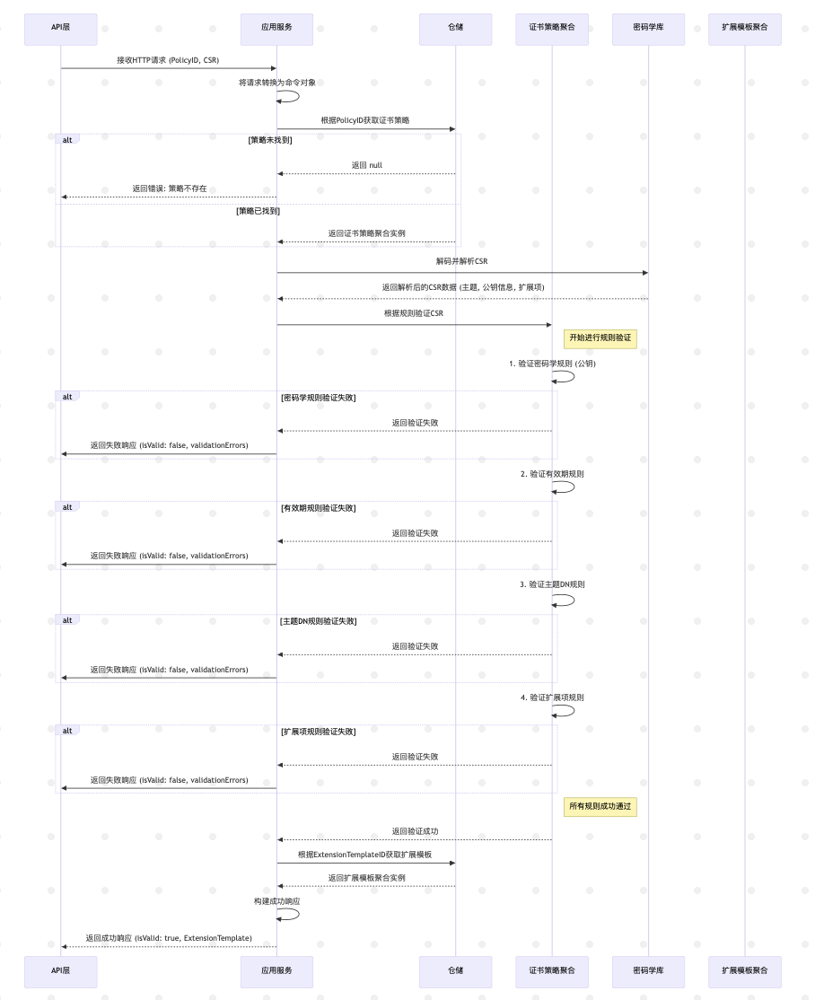 API层
应用服务
仓储
证书策略聚合
密码学库
扩展模板聚合
接收HTTP请求 (PolicyID, CSR)
将请求转换为命令对象
根据PolicyID获取证书策略
alt
[策略未找到]
返回 null
返回错误: 策略不存在
[策略已找到]
返回证书策略聚合实例
解码并解析CSR
返回解析后的CSR数据 (主题, 公钥信息, 扩展项)
根据规则验证CSR
开始进行规则验证
1. 验证密码学规则 (公钥)
alt
[密码学规则验证失败]
返回验证失败
返回失败响应 (isValid: false, validationErrors)
2. 验证有效期规则
alt
[有效期规则验证失败]
返回验证失败
返回失败响应 (isValid: false, validationErrors)
3. 验证主题DN规则
alt
[主题DN规则验证失败]
返回验证失败
返回失败响应 (isValid: false, validationErrors)
4. 验证扩展项规则
alt
[扩展项规则验证失败]
返回验证失败
返回失败响应 (isValid: false, validationErrors)
所有规则成功通过
返回验证成功
根据ExtensionTemplateID获取扩展模板
返回扩展模板聚合实例
构建成功响应
返回成功响应 (isValid: true, ExtensionTemplate)
API层
应用服务
仓储
证书策略聚合
密码学库
扩展模板聚合